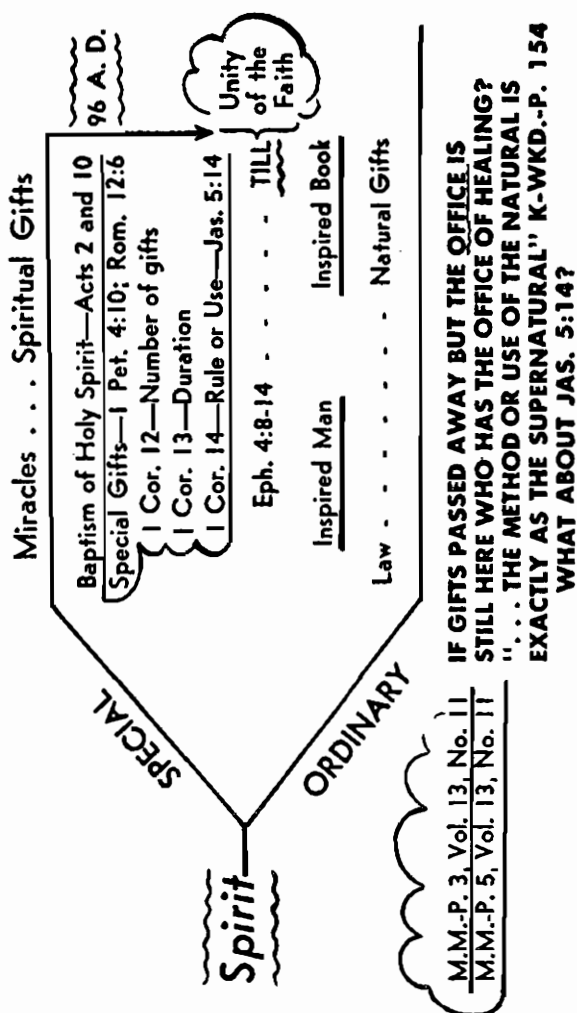 Miracles . . . Spiritual Gifts
96 A. D.
Baptism of Holy Spirit—Acts 2 and 10
Special Gifts—I Pet. 4:10; Rom. 12:6
I Cor. 12—Number of gifts
I Cor. 13—Duration
I Cor. 14—Rule or Use—Jas. 5:14
Eph. 4:8-14 - - - - - - TILL
Unity
of the
Faith
SPECIAL
Spirit
ORDINARY
Inspired Man
Inspired Book
Law - - - - - - - - - Natural Gifts
M.M.-P. 3, Vol. 13, No. 11
M.M.-P. 5, Vol. 13, No. 11
IF GIFTS PASSED AWAY BUT THE OFFICE IS
STILL HERE WHO HAS THE OFFICE OF HEALING?
". . . THE METHOD OR USE OF THE NATURAL IS
EXACTLY AS THE SUPERNATURAL" K-WKD.-P. 154
WHAT ABOUT JAS. 5:14?